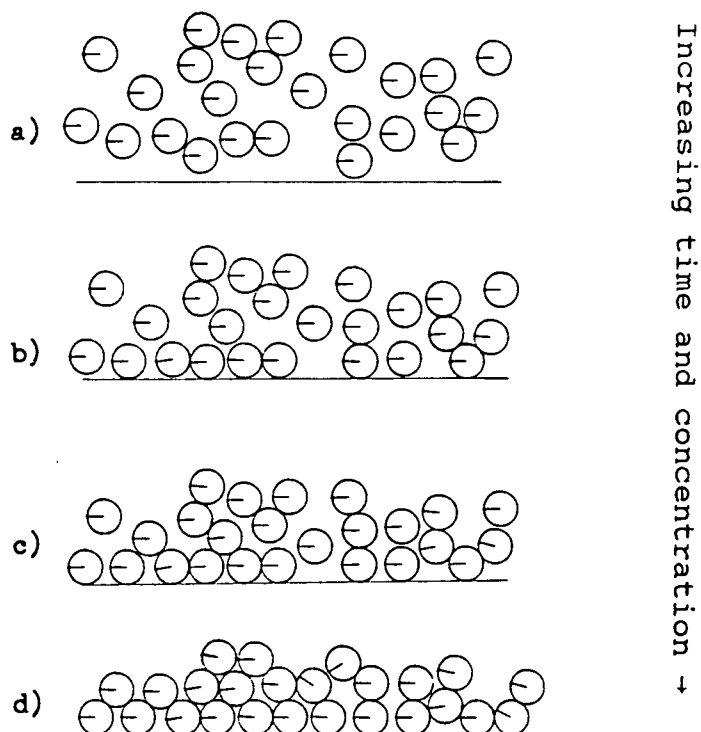 a)
b)
c)
d)
Increasing time and concentration →